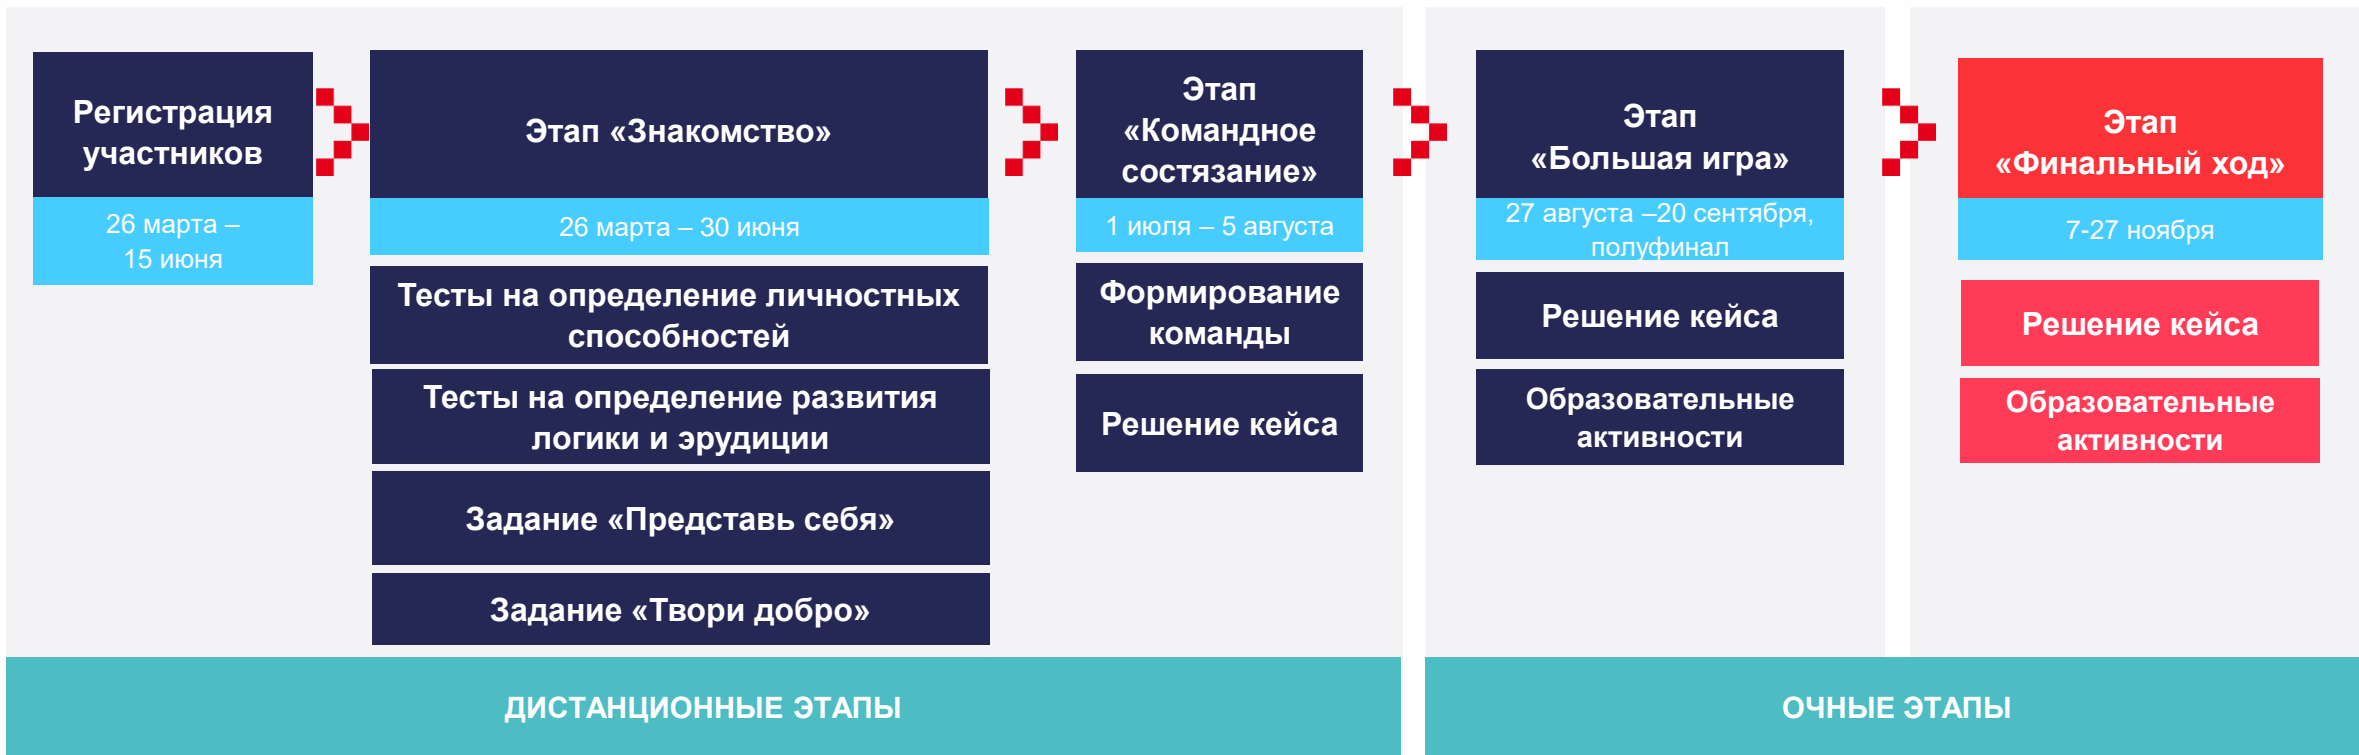 Регистрация
участников
26 марта –
15 июня
Этап «Знакомство»
26 марта – 30 июня
Тесты на определение личностных
способностей
Тесты на определение развития
логики и эрудиции
Задание «Представь себя»
Задание «Твори добро»
Этап
«Командное
состязание»
1 июля – 5 августа
Формирование
команды
Решение кейса
Этап
«Большая игра»
27 августа –20 сентября,
полуфинал
Решение кейса
Образовательные
активности
Этап
«Финальный ход»
7-27 ноября
Решение кейса
Образовательные
активности
ДИСТАНЦИОННЫЕ ЭТАПЫ
ОЧНЫЕ ЭТАПЫ